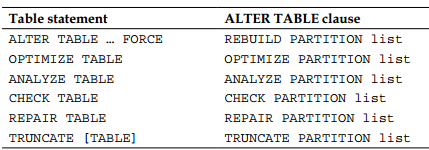 Table statement ALTER TABLE clause
ALTER TABLE … FORCE REBUILD PARTITION list
OPTIMIZE TABLE OPTIMIZE PARTITION list
ANALYZE TABLE ANALYZE PARTITION list
CHECK TABLE CHECK PARTITION list
REPAIR TABLE REPAIR PARTITION list
TRUNCATE [TABLE] TRUNCATE PARTITION list